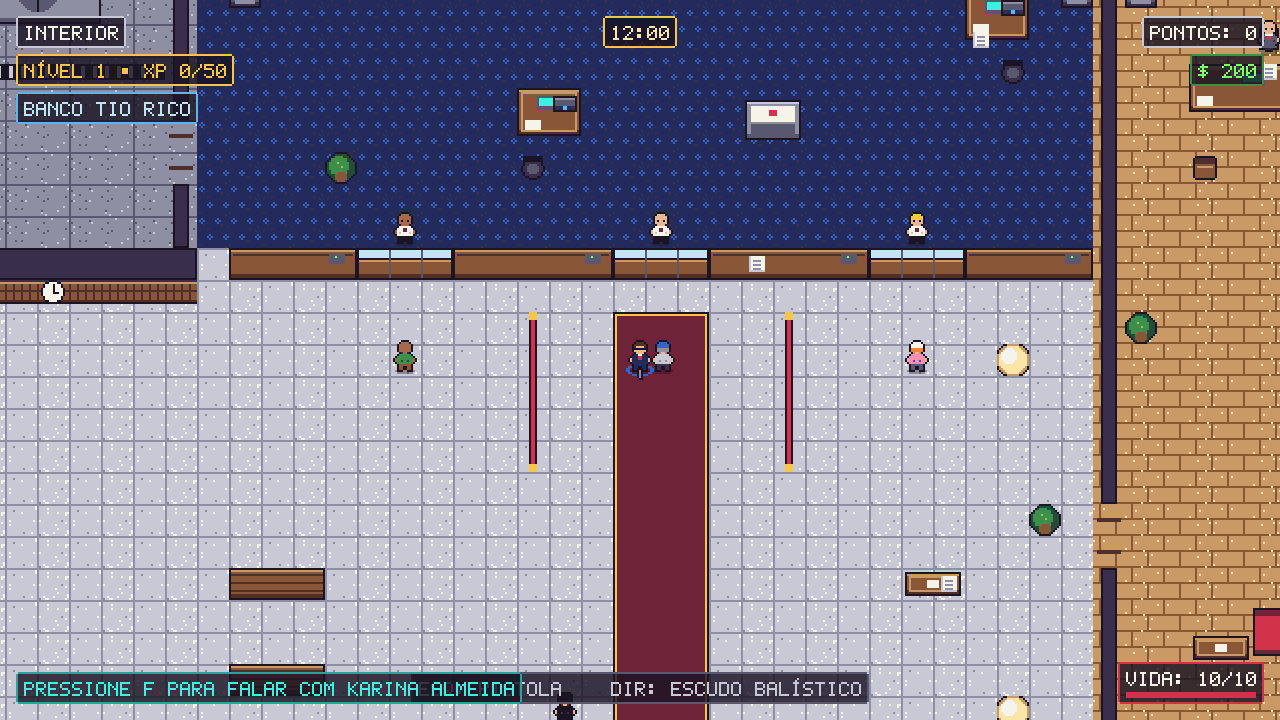 INTERIOR
12:00
PONTOS: 0
NÍVEL 1 ▪ XP 0/50
$ 200
BANCO TIO RICO
PRESSIONE F PARA FALAR COM KARINA ALMEIDA
OLA DIR: ESCUDO BALÍSTICO
VIDA: 10/10